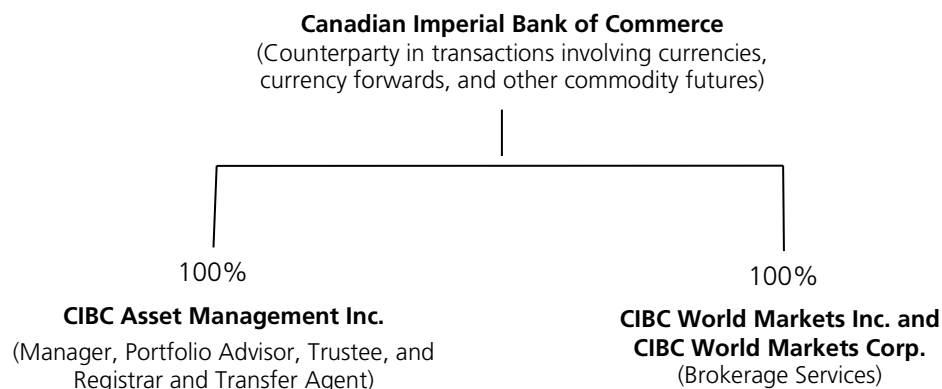 Canadian Imperial Bank of Commerce
(Counterparty in transactions involving currencies,
currency forwards, and other commodity futures)
100%
CIBC Asset Management Inc.
(Manager, Portfolio Advisor, Trustee, and
Registrar and Transfer Agent)
100%
CIBC World Markets Inc. and
CIBC World Markets Corp.
(Brokerage Services)